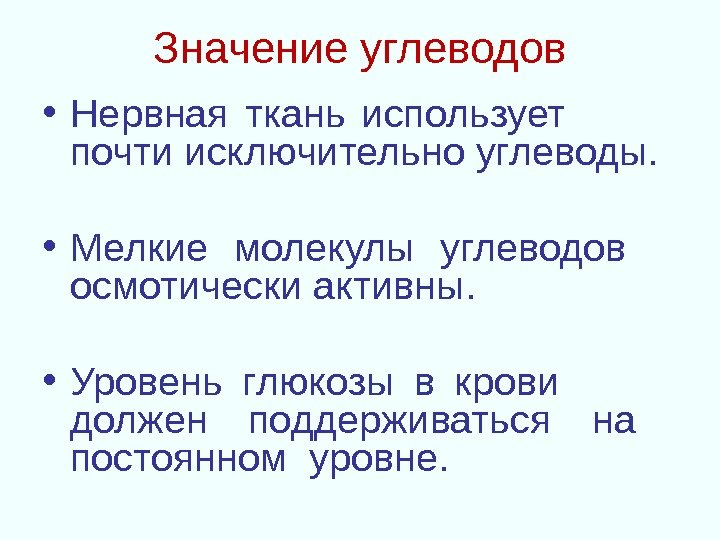 Значение углеводов
• Нервная ткань использует
почти исключительно углеводы.
• Мелкие молекулы углеводов
осмотически активны.
• Уровень глюкозы в крови
должен поддерживаться на
постоянном уровне.